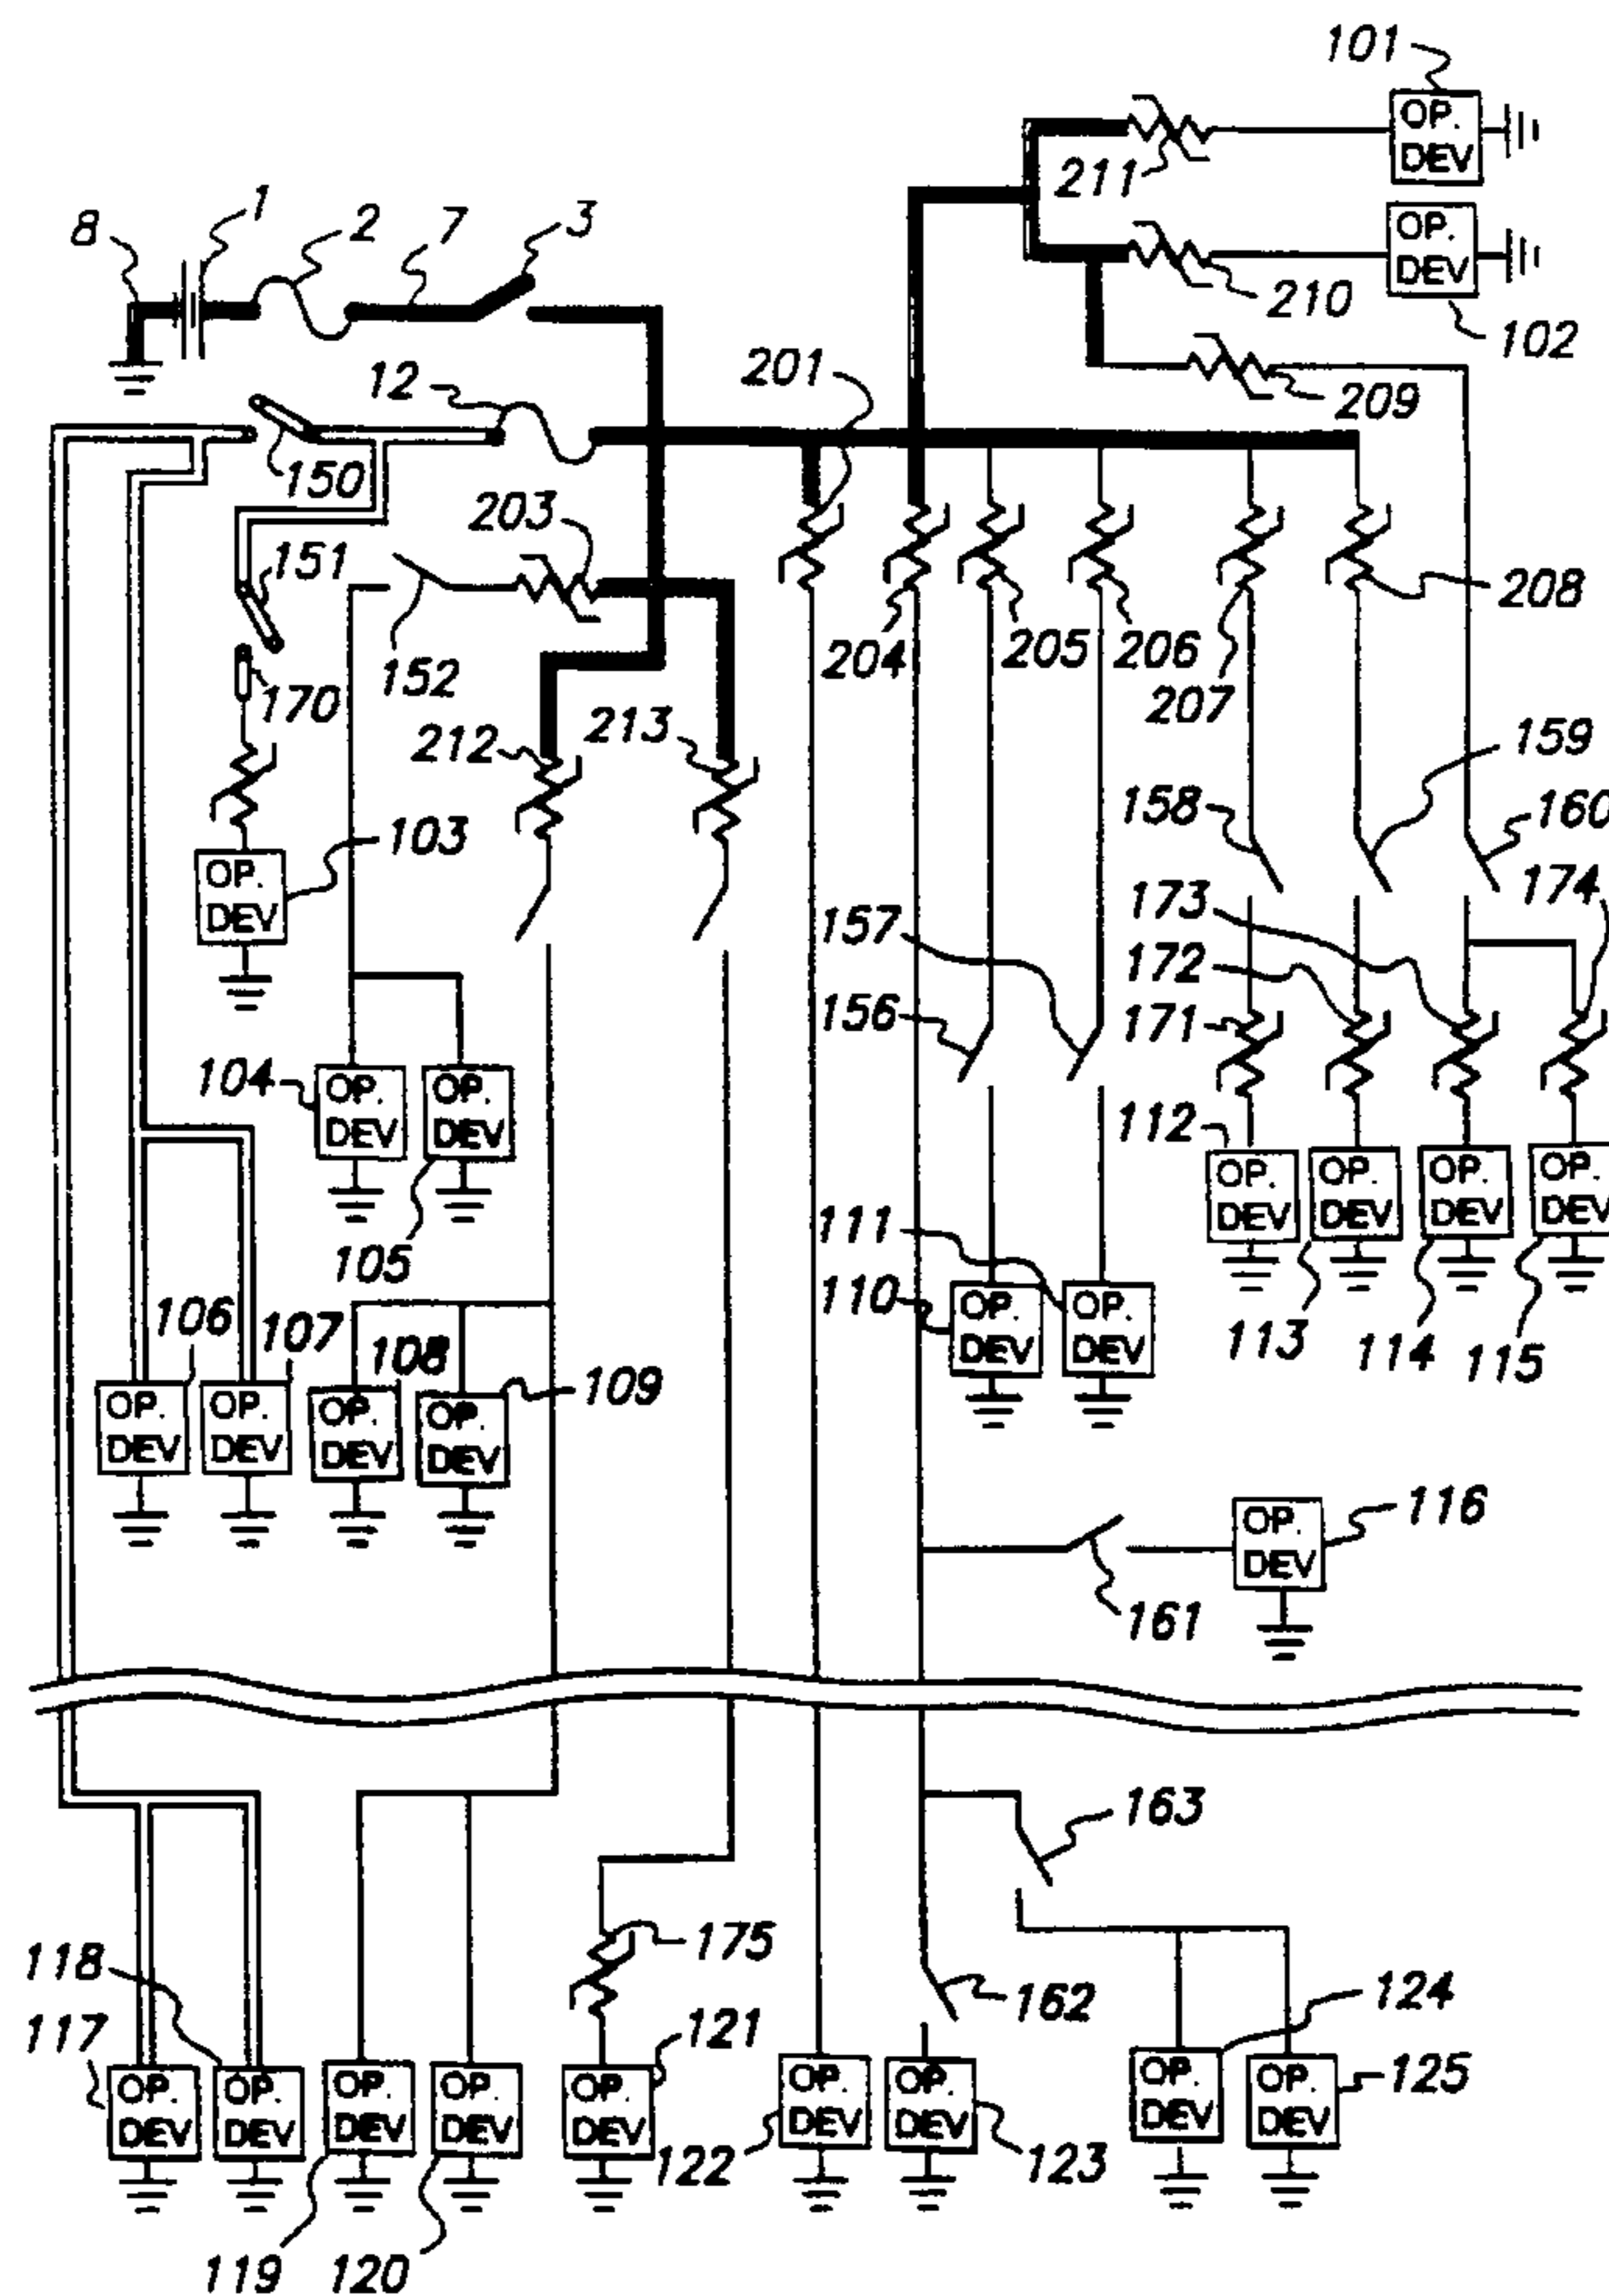 101
OP.
DEV
211
8
1
2
7
3
OP.
DEV
210
102
12
201
209
150
203
151
208
204
205
206
152
207
170
212
213
159
158
160
103
OP.
DEV
174
173
157
172
156
171
104
OP.
DEV
OP.
DEV
112
OP.
DEV
OP.
DEV
OP.
DEV
OP.
DEV
111
105
110
OP.
DEV
OP.
DEV
106
107
108
113
114
115
109
OP.
DEV
OP.
DEV
OP.
DEV
OP.
DEV
OP.
DEV
116
161
163
118
175
162
124
117
121
OP.
DEV
OP.
DEV
OP.
DEV
OP.
DEV
OP.
DEV
OP.
DEV
OP.
DEV
OP.
DEV
OP.
DEV
125
122
123
119
120